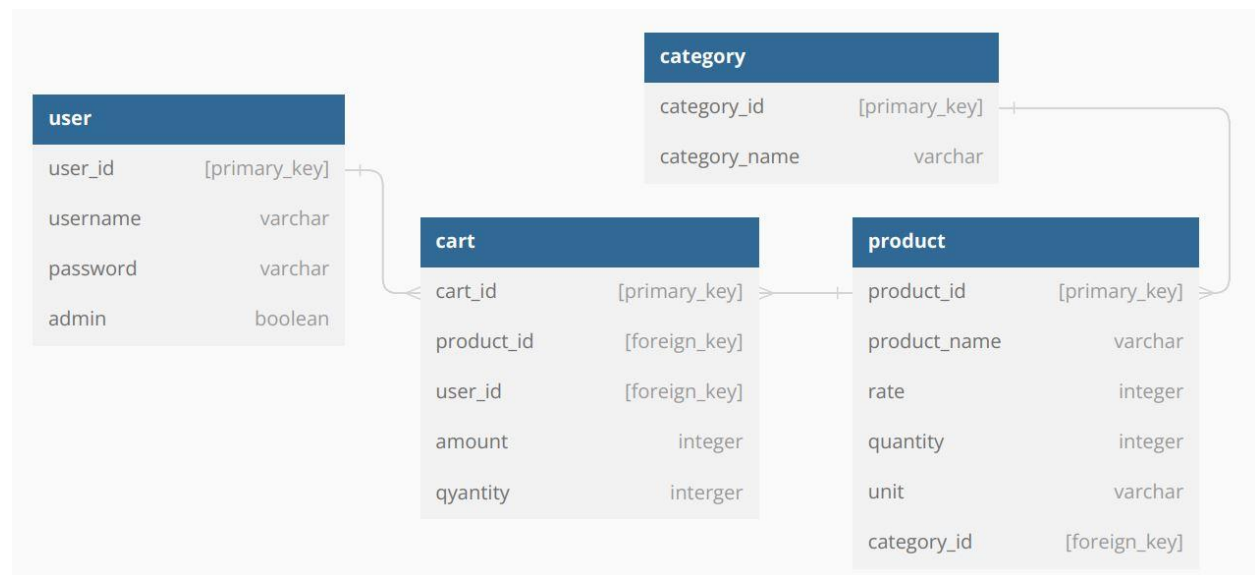 category
category_id [primary_key]
category_name varchar
user
user_id [primary_key]
username varchar
password varchar
admin boolean
cart
cart_id [primary_key]
product_id [foreign_key]
user_id [foreign_key]
amount integer
qyantity interger
product
product_id [primary_key]
product_name varchar
rate integer
quantity integer
unit varchar
category_id [foreign_key]